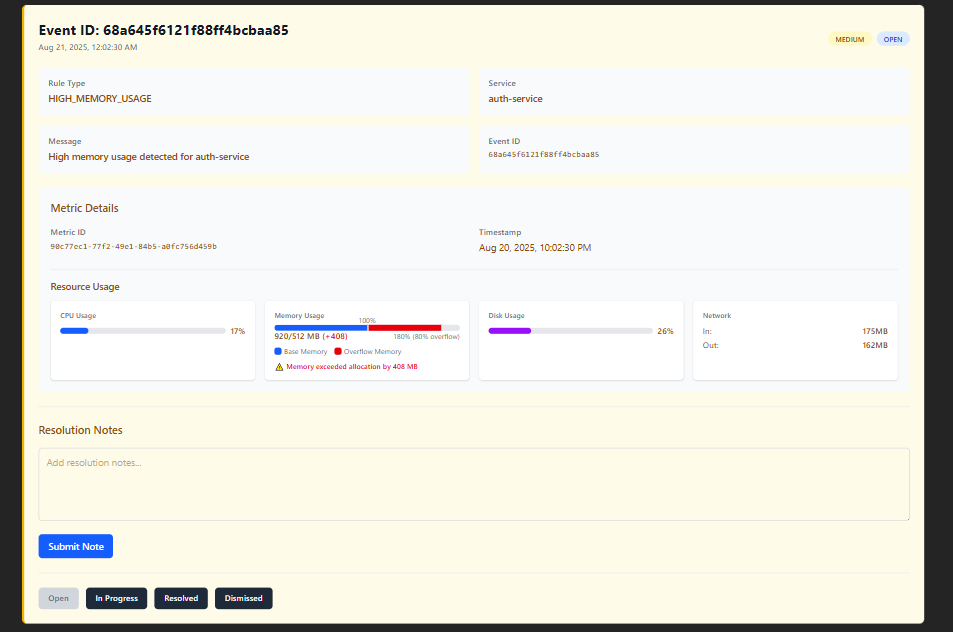 Event ID: 68a645f6121f88ff4bcbaa85
Aug 21, 2025, 12:02:30 AM
MEDIUM
OPEN
Rule Type
HIGH_MEMORY_USAGE
Service
auth-service
Message
High memory usage detected for auth-service
Event ID
68a645f6121f88ff4bcbaa85
Metric Details
Metric ID
90c77ec1-77f2-49e1-84b5-a0fc756d459b
Timestamp
Aug 20, 2025, 10:02:30 PM
Resource Usage
CPU Usage
17%
Memory Usage
100%
920/512 MB (+408)
180% (80% overflow)
Base Memory
Overflow Memory
Memory exceeded allocation by 408 MB
Disk Usage
26%
Network
In: 175MB
Out: 162MB
Resolution Notes
Add resolution notes...
Submit Note
Open
In Progress
Resolved
Dismissed